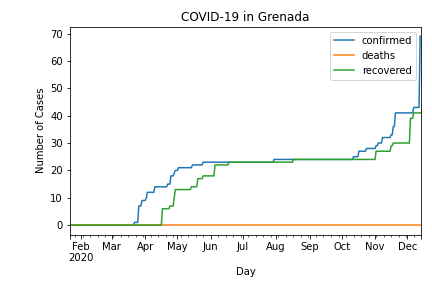 COVID-19 in Grenada
confirmed
deaths
recovered
Number of Cases
70
60
50
40
30
20
10
0
Feb Mar Apr May Jun Jul Aug Sep Oct Nov Dec
2020
Day